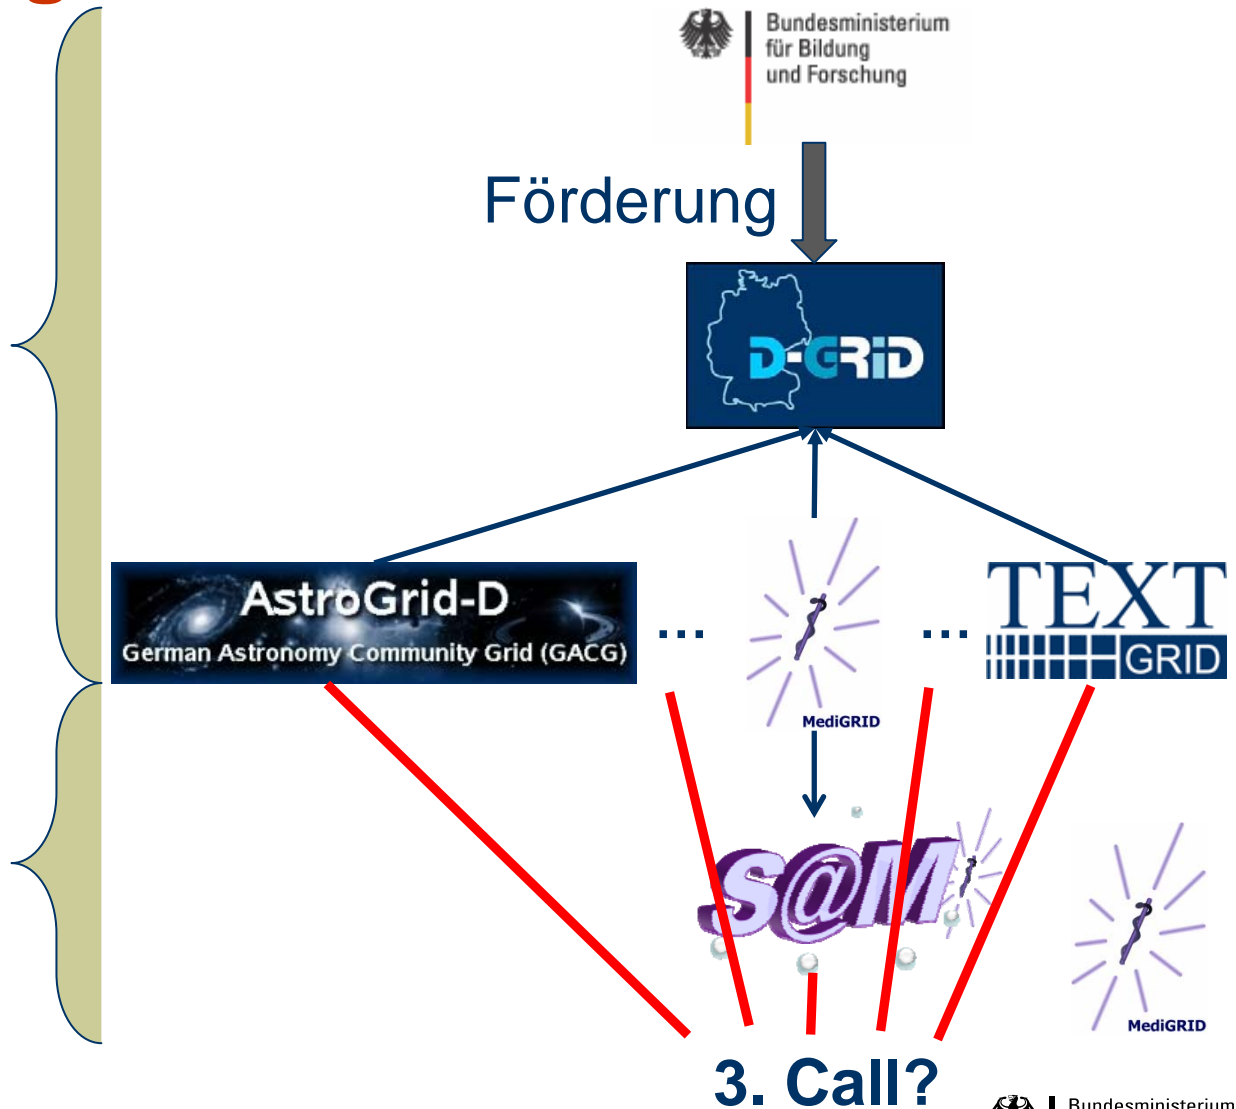 Bundesministerium
für Bildung
und Forschung
Förderung
D-GRiD
AstroGrid-D
German Astronomy Community Grid (GACG)
...
MediGRID
...
TEXT
GRID
S@M
MediGRID
3. Call?
Bundesministerium